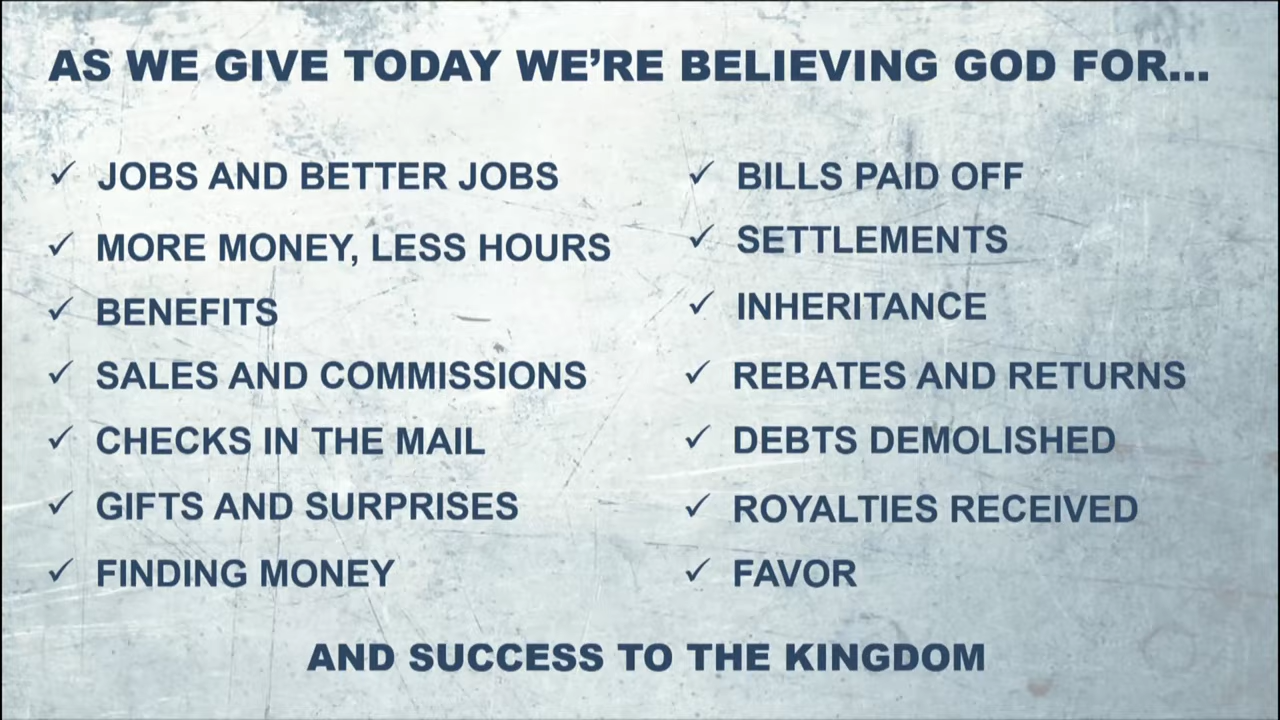 AS WE GIVE TODAY WE'RE BELIEVING GOD FOR...
✓ JOBS AND BETTER JOBS
✓ MORE MONEY, LESS HOURS
✓ BENEFITS
✓ SALES AND COMMISSIONS
✓ CHECKS IN THE MAIL
✓ GIFTS AND SURPRISES
✓ FINDING MONEY
✓ BILLS PAID OFF
✓ SETTLEMENTS
✓ INHERITANCE
✓ REBATES AND RETURNS
✓ DEBTS DEMOLISHED
✓ ROYALTIES RECEIVED
✓ FAVOR
AND SUCCESS TO THE KINGDOM